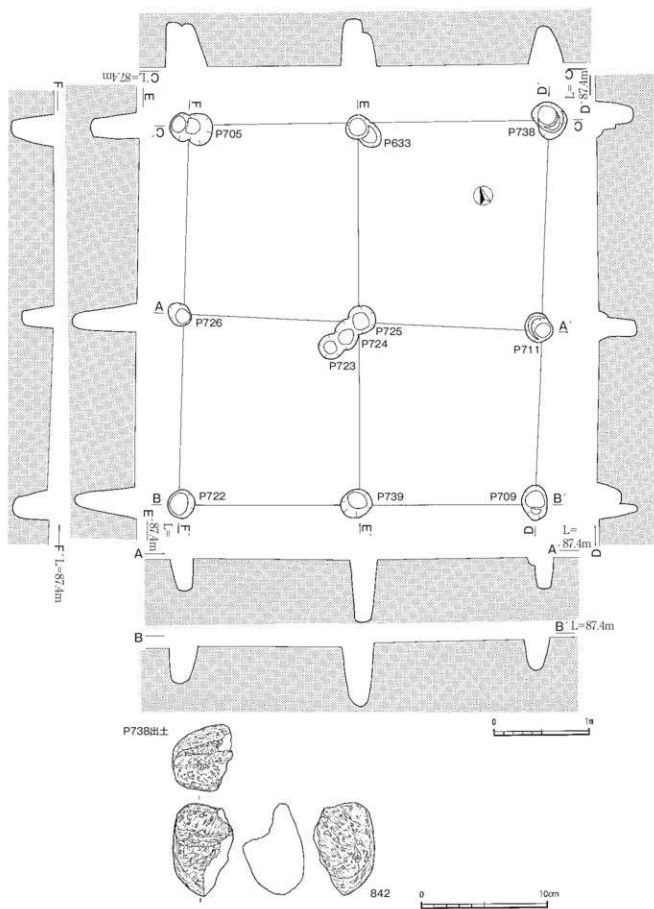 C L=87.4m
E
F
F'
E
D'
C L=87.4m
D'
C
C'
P705
P633
P738
A
P726
P725
P724
P723
A'
P711
B
P722
P739
P709
B'
E' L=87.4m
F'
E'
D
F' L=87.4m
A
L=87.4m
A'
D
B
B' L=87.4m
P738出土
0 1m
842
0 10cm